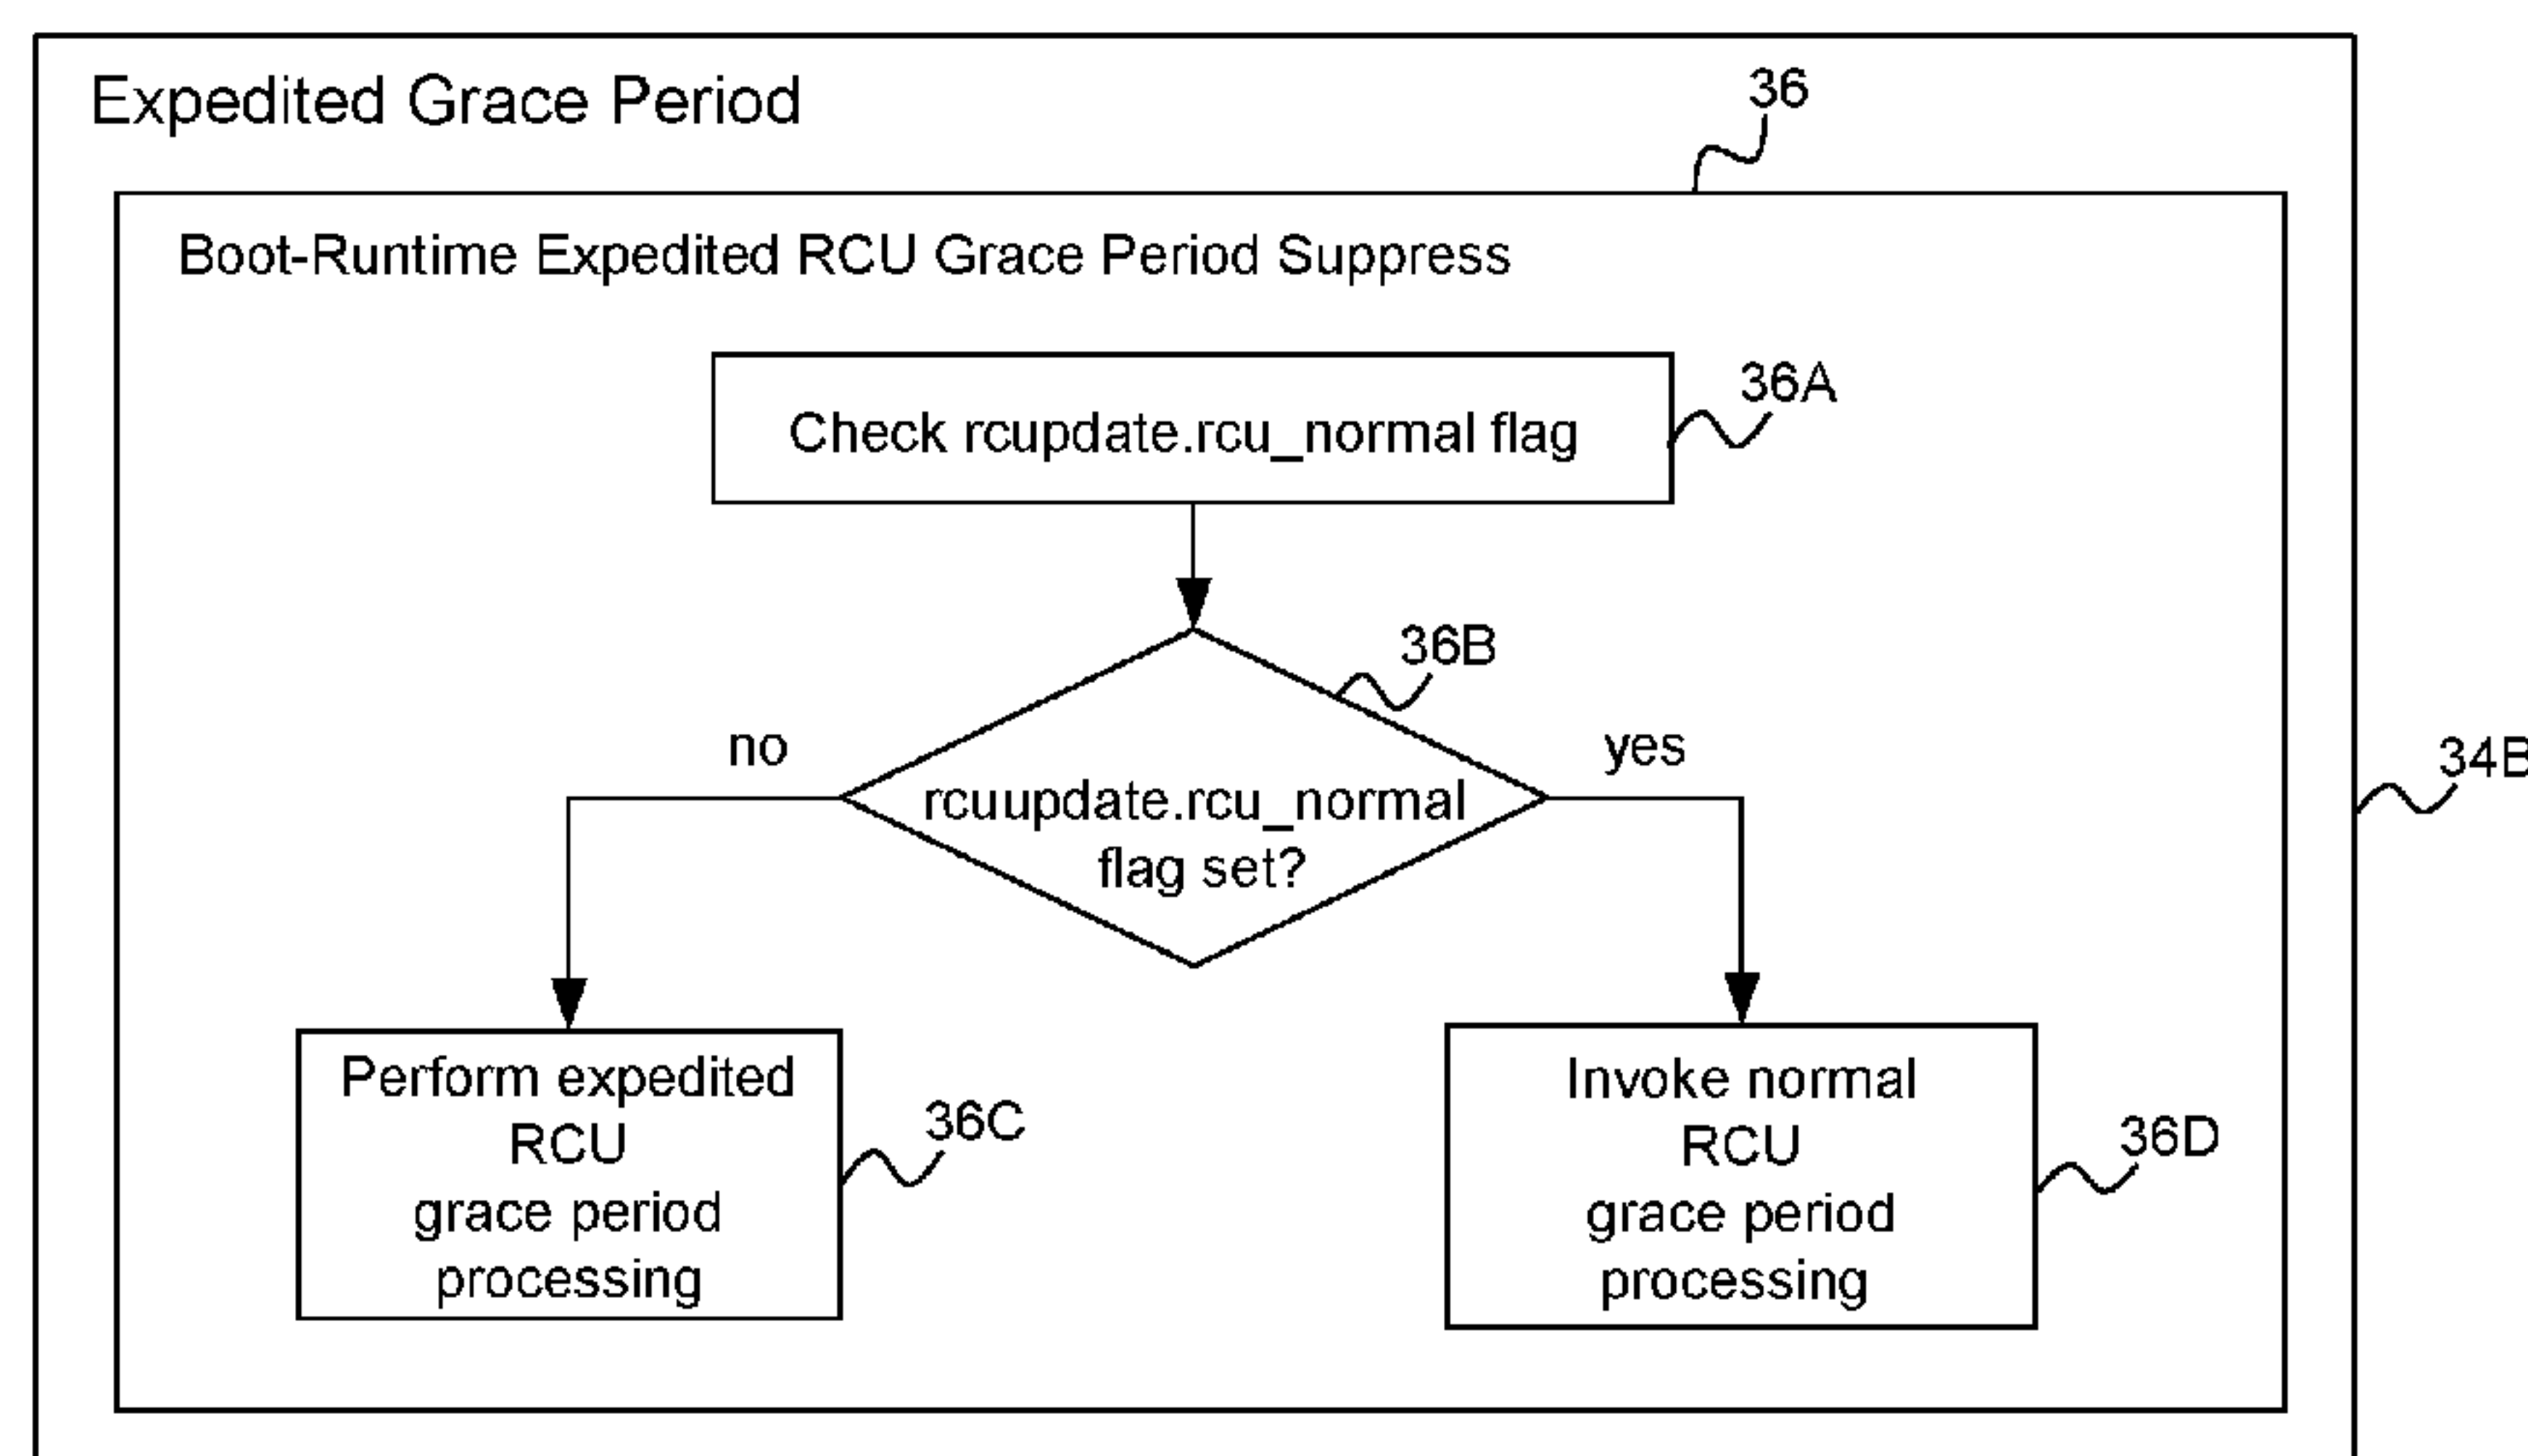 Expedited Grace Period
36
Boot-Runtime Expedited RCU Grace Period Suppress
36A
Check rcupdate.rcu_normal flag
36B
no
yes
34B
rcuupdate.rcu_normal
flag set?
Perform expedited
RCU
grace period
processing
36C
Invoke normal
RCU
grace period
processing
36D